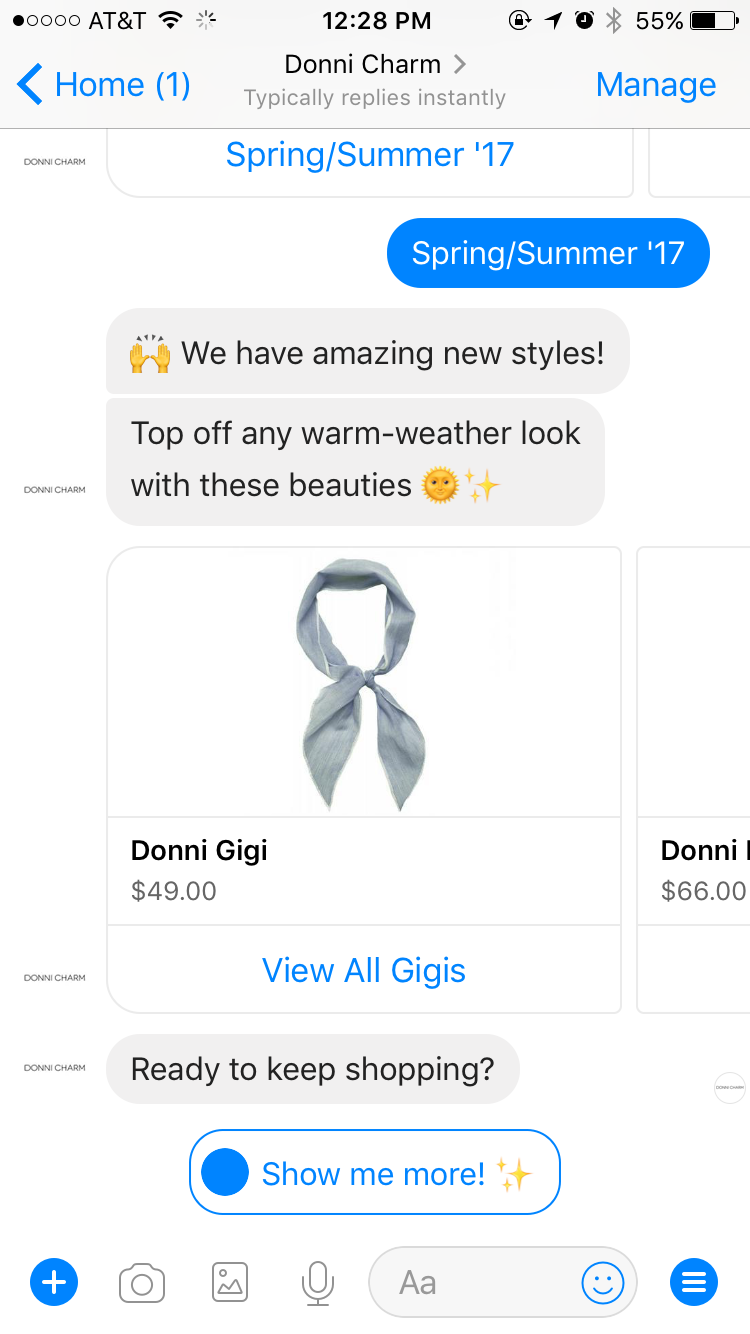 AT&T 12:28 PM 55%
Home (1) Donni Charm Manage
Typically replies instantly
DONNI CHARM Spring/Summer '17
Spring/Summer '17
🙌 We have amazing new styles!
Top off any warm-weather look
with these beauties 🌞✨
DONNI CHARM
Donni Gigi Donni
$49.00 $66.00
DONNI CHARM View All Gigis
DONNI CHARM Ready to keep shopping?
DONNI CHARM
Show me more! ✨
Aa